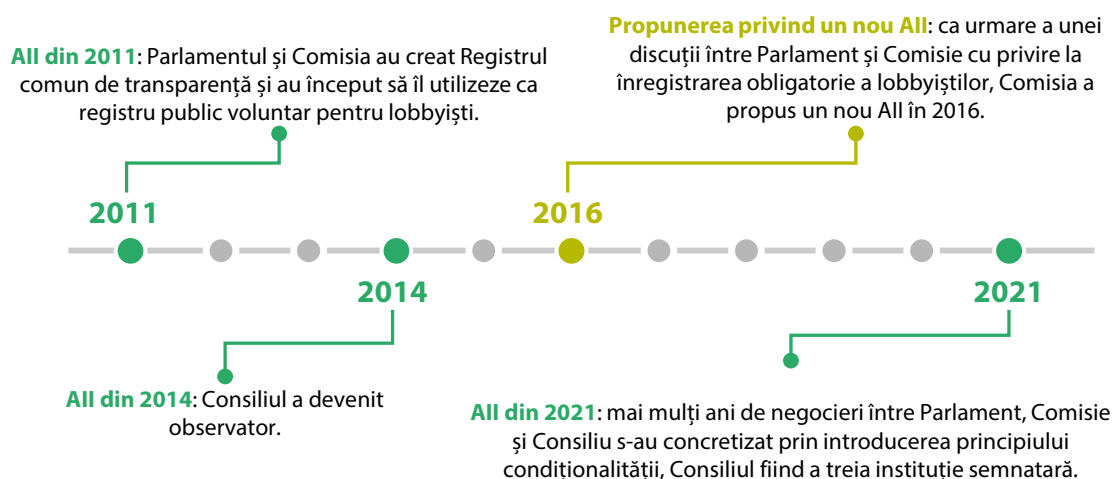 AII din 2011: Parlamentul și Comisia au creat Registrul
comun de transparență și au început să îl utilizeze ca
registru public voluntar pentru lobbyiști.
Propunerea privind un nou AII: ca urmare a unei
discuții între Parlament și Comisie cu privire la
înregistrarea obligatorie a lobbyiștilor, Comisia a
propus un nou AII în 2016.
2011
2016
2014
2021
AII din 2014: Consiliul a devenit
observator.
AII din 2021: mai mulți ani de negocieri între Parlament, Comisie
și Consiliu s-au concretizat prin introducerea principiului
condiționalității, Consiliul fiind a treia instituție semnatară.